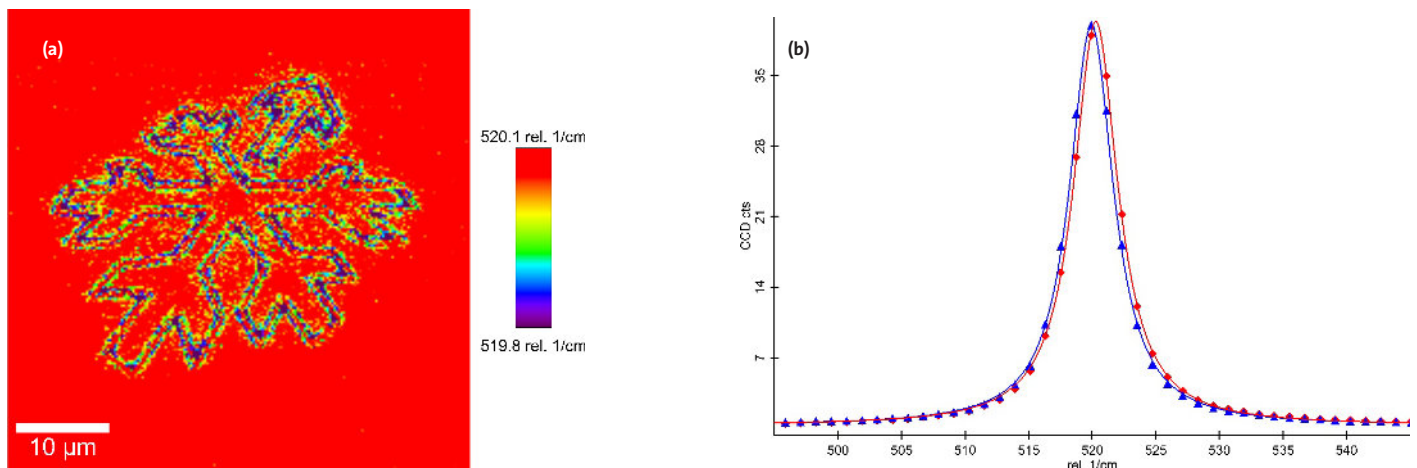 (a)
520.1 rel. 1/cm
519.8 rel. 1/cm
10 µm
(b)
CCD cts
35
28
21
14
7
500 505 510 515 520 525 530 535 540
rel. 1/cm